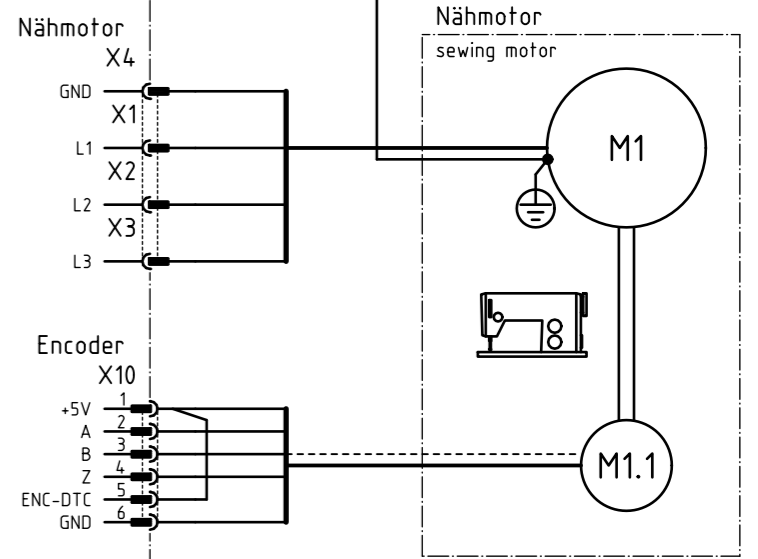 Nähmotor
X4
GND
X1
L1
X2
L2
X3
L3
Encoder
X10
+5V 1
A 2
B 3
Z 4
ENC-DTC 5
GND 6
Nähmotor
sewing motor
M1
M1.1